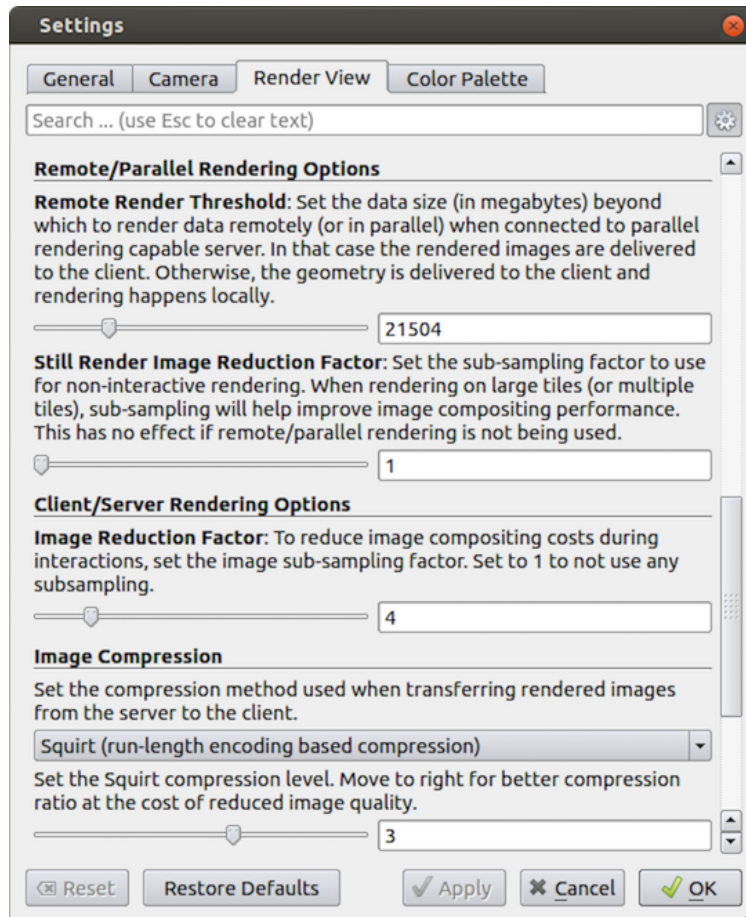 Settings
General Camera Render View Color Palette
Search ... (use Esc to clear text)
Remote/Parallel Rendering Options
Remote Render Threshold: Set the data size (in megabytes) beyond
which to render data remotely (or in parallel) when connected to parallel
rendering capable server. In that case the rendered images are delivered
to the client. Otherwise, the geometry is delivered to the client and
rendering happens locally.
21504
Still Render Image Reduction Factor: Set the sub-sampling factor to use
for non-interactive rendering. When rendering on large tiles (or multiple
tiles), sub-sampling will help improve image compositing performance.
This has no effect if remote/parallel rendering is not being used.
1
Client/Server Rendering Options
Image Reduction Factor: To reduce image compositing costs during
interactions, set the image sub-sampling factor. Set to 1 to not use any
subsampling.
4
Image Compression
Set the compression method used when transferring rendered images
from the server to the client.
Squirt (run-length encoding based compression)
Set the Squirt compression level. Move to right for better compression
ratio at the cost of reduced image quality.
3
Reset Restore Defaults Apply Cancel OK